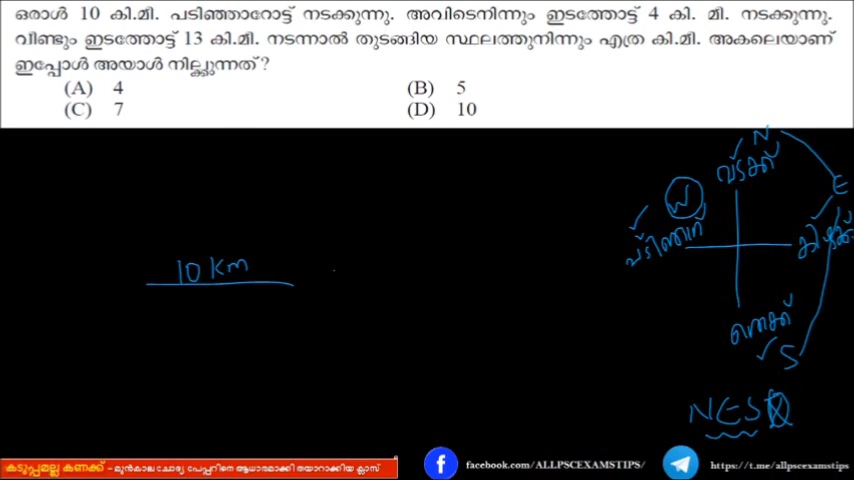 ഒരാൾ 10 കി.മീ. പടിഞ്ഞാറോട്ട് നടക്കുന്നു. അവിടെനിന്നും ഇടത്തോട്ട് 4 കി. മീ. നടക്കുന്നു.
വീണ്ടും ഇടത്തോട്ട് 13 കി.മീ. നടന്നാൽ തുടങ്ങിയ സ്ഥലത്തുനിന്നും എത്ര കി.മീ. അകലെയാണ്
ഇപ്പോൾ അയാൾ നില്ക്കുന്നത് ?
(A) 4 (B) 5
(C) 7 (D) 10
N
വടക്ക്
W
E
പടിഞ്ഞാറ്
കിഴക്ക്
10 Km
തെക്ക്
S
NES
കടുപ്പമല്ല കണക്ക് – മുൻകാല ചോദ്യ പേപ്പറിനെ ആധാരമാക്കി തയാറാക്കിയ ക്ലാസ്
facebook.com/ALLPSCEXAMSTIPS/
https://t.me/allpscexamstips